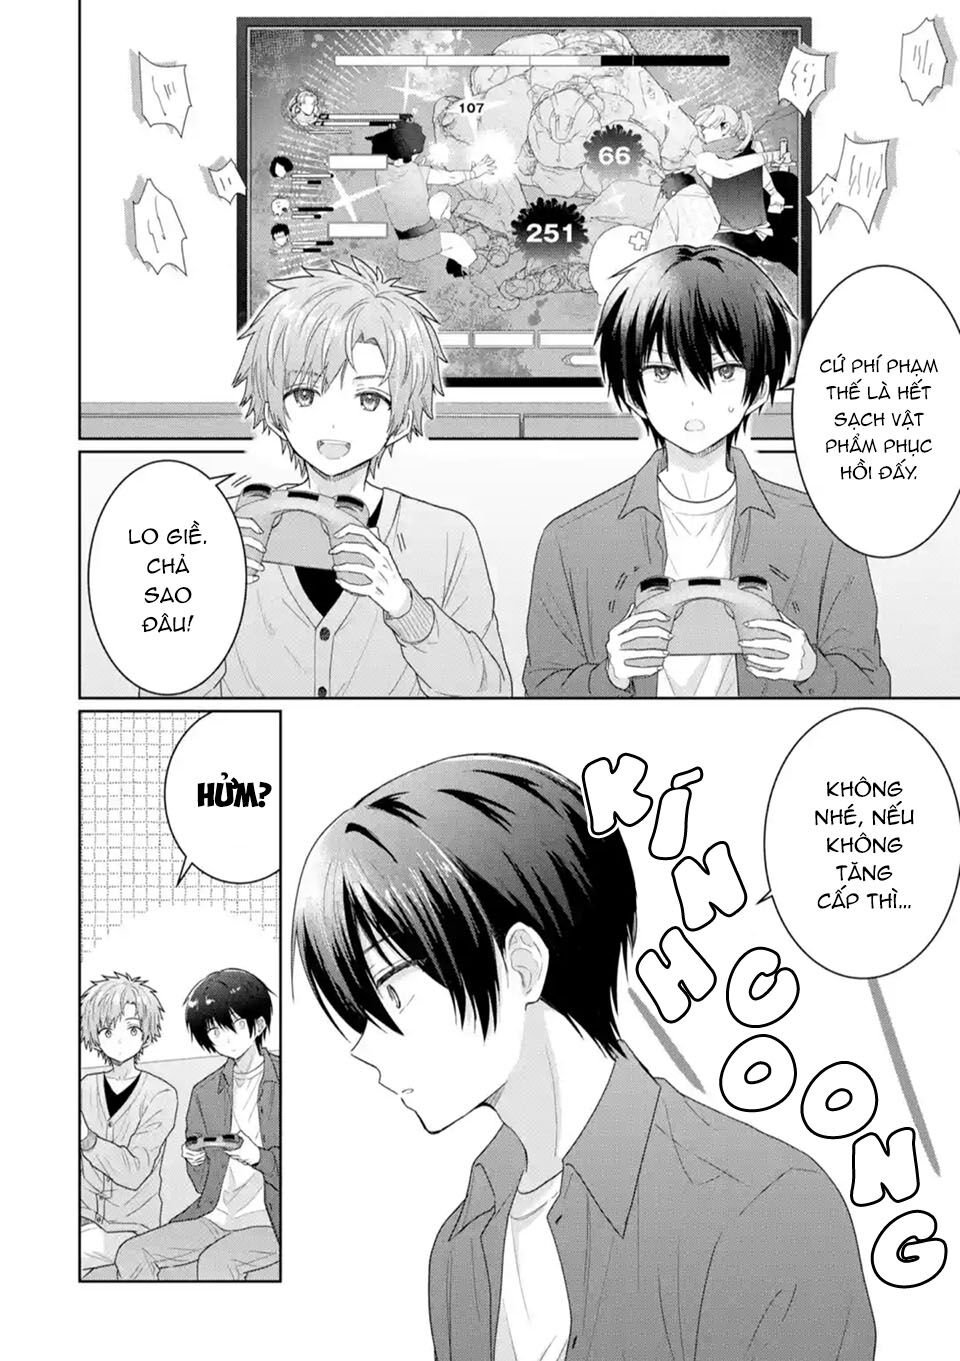 107
66
251
CỨ PHÍ PHẠM
THẾ LÀ HẾT
SẠCH VẬT
PHẨM PHỤC
HỒI ĐẤY.
LO GIỀ.
CHẢ
SAO
ĐÂU!
KHÔNG
NHÉ, NẾU
KHÔNG
TĂNG
CẤP THÌ...
KÍNH COONG
HỬM?